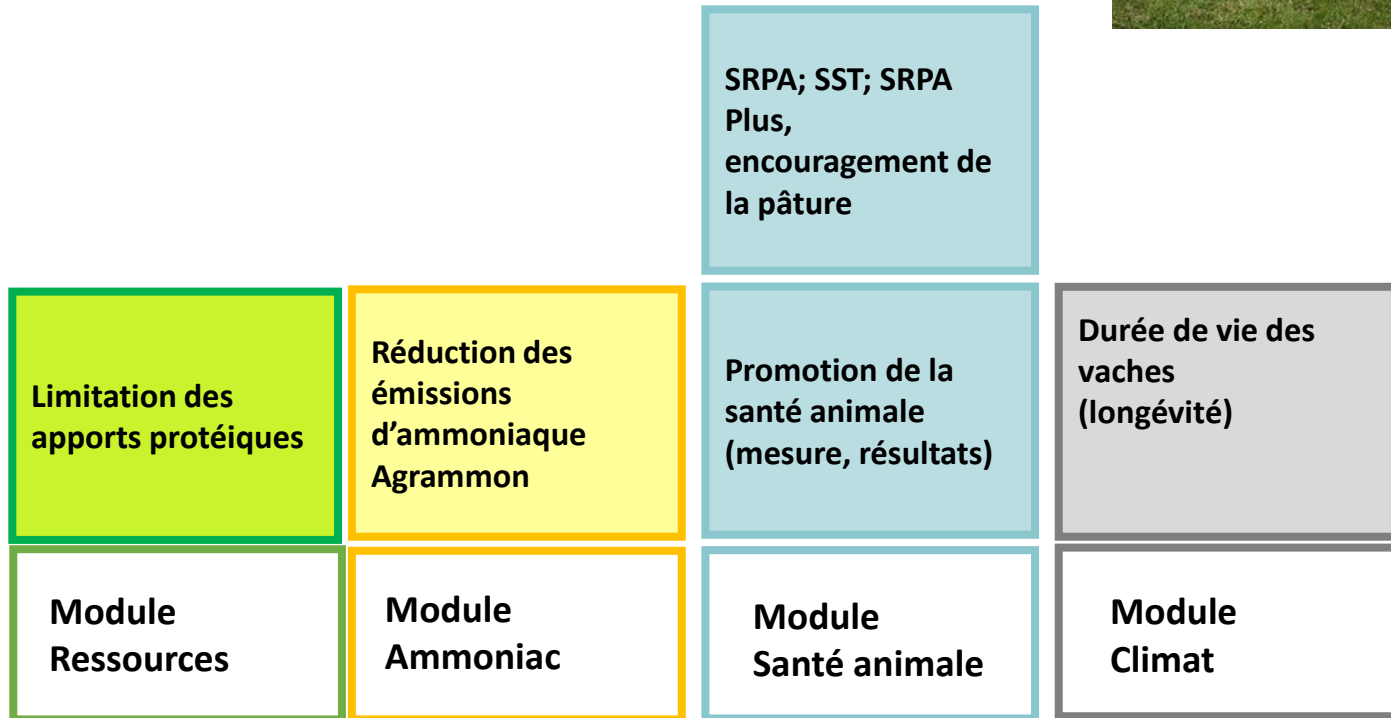 SRPA; SST; SRPA
Plus,
encouragement de
la pâture
Limitation des
apports protéiques
Réduction des
émissions
d’ammoniaque
Agrammon
Promotion de la
santé animale
(mesure, résultats)
Durée de vie des
vaches
(longévité)
Module
Ressources
Module
Ammoniac
Module
Santé animale
Module
Climat